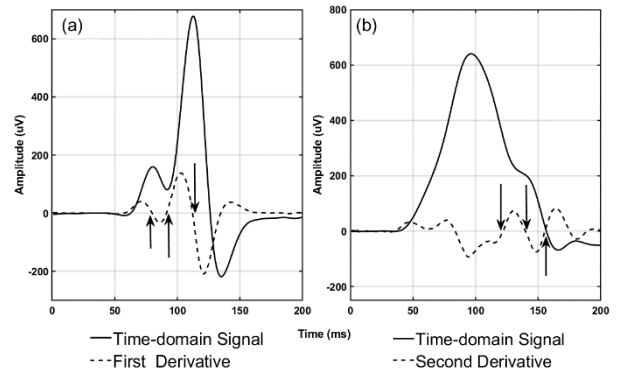 (a)
600
400
200
0
-200
Amplitude (uV)
0 50 100 150 200
(b)
800
600
400
200
0
-200
Amplitude (uV)
0 50 100 150 200
Time (ms)
Time-domain Signal
First Derivative
Time-domain Signal
Second Derivative